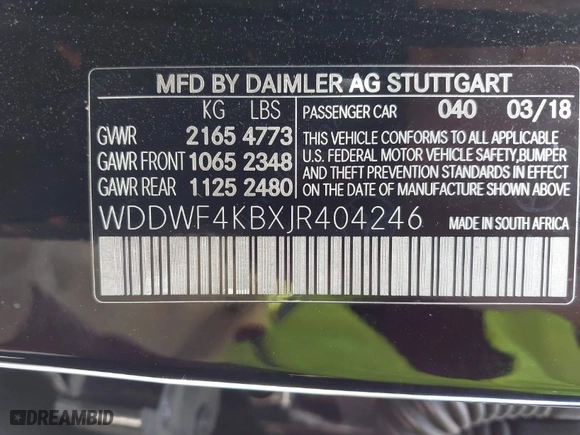 MFD BY DAIMLER AG STUTTGART
KG LBS
GVWR 2165 4773
GAWR FRONT 1065 2348
GAWR REAR 1125 2480
PASSENGER CAR 040 03/18
THIS VEHICLE CONFORMS TO ALL APPLICABLE
U.S. FEDERAL MOTOR VEHICLE SAFETY,BUMPER
AND THEFT PREVENTION STANDARDS IN EFFECT
ON THE DATE OF MANUFACTURE SHOWN ABOVE.
WDDWF4KBXJR404246 MADE IN SOUTH AFRICA
DREAMBID